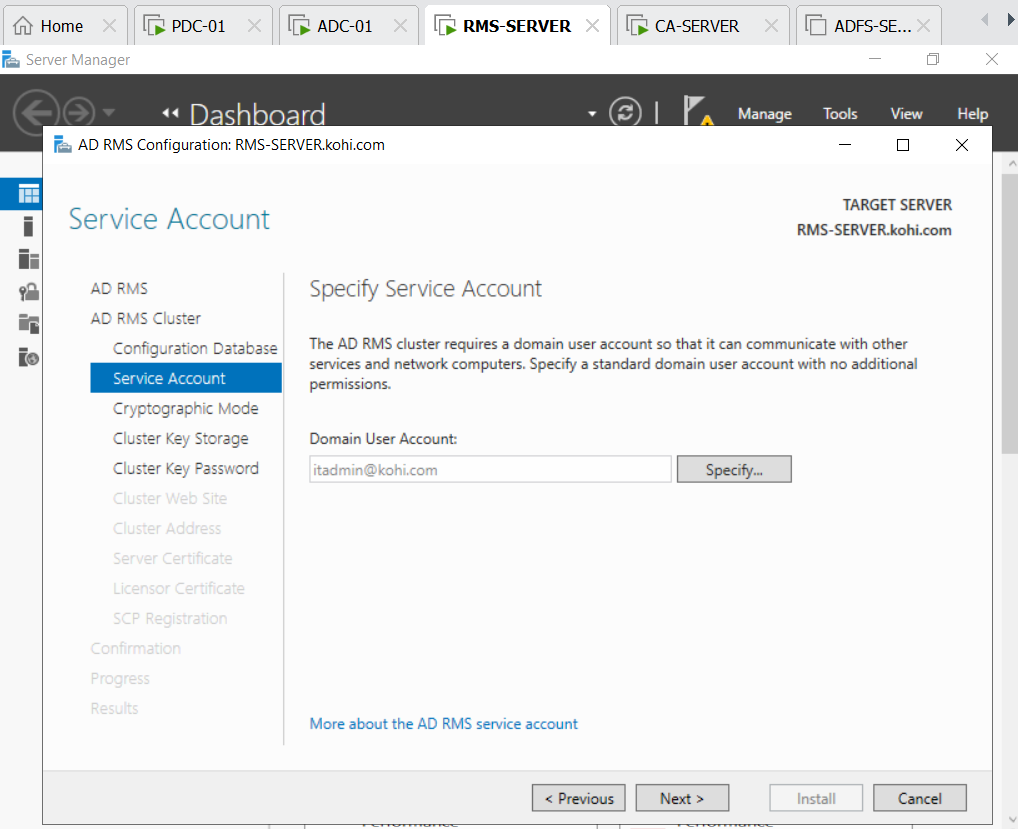 Home
PDC-01
ADC-01
RMS-SERVER
CA-SERVER
ADFS-SE...
Server Manager
Dashboard
Manage
Tools
View
Help
AD RMS Configuration: RMS-SERVER.kohi.com
Service Account
TARGET SERVER
RMS-SERVER.kohi.com
AD RMS
AD RMS Cluster
Configuration Database
Service Account
Cryptographic Mode
Cluster Key Storage
Cluster Key Password
Cluster Web Site
Cluster Address
Server Certificate
Licensor Certificate
SCP Registration
Confirmation
Progress
Results
Specify Service Account
The AD RMS cluster requires a domain user account so that it can communicate with other
services and network computers. Specify a standard domain user account with no additional
permissions.
Domain User Account:
itadmin@kohi.com
Specify...
More about the AD RMS service account
< Previous
Next >
Install
Cancel